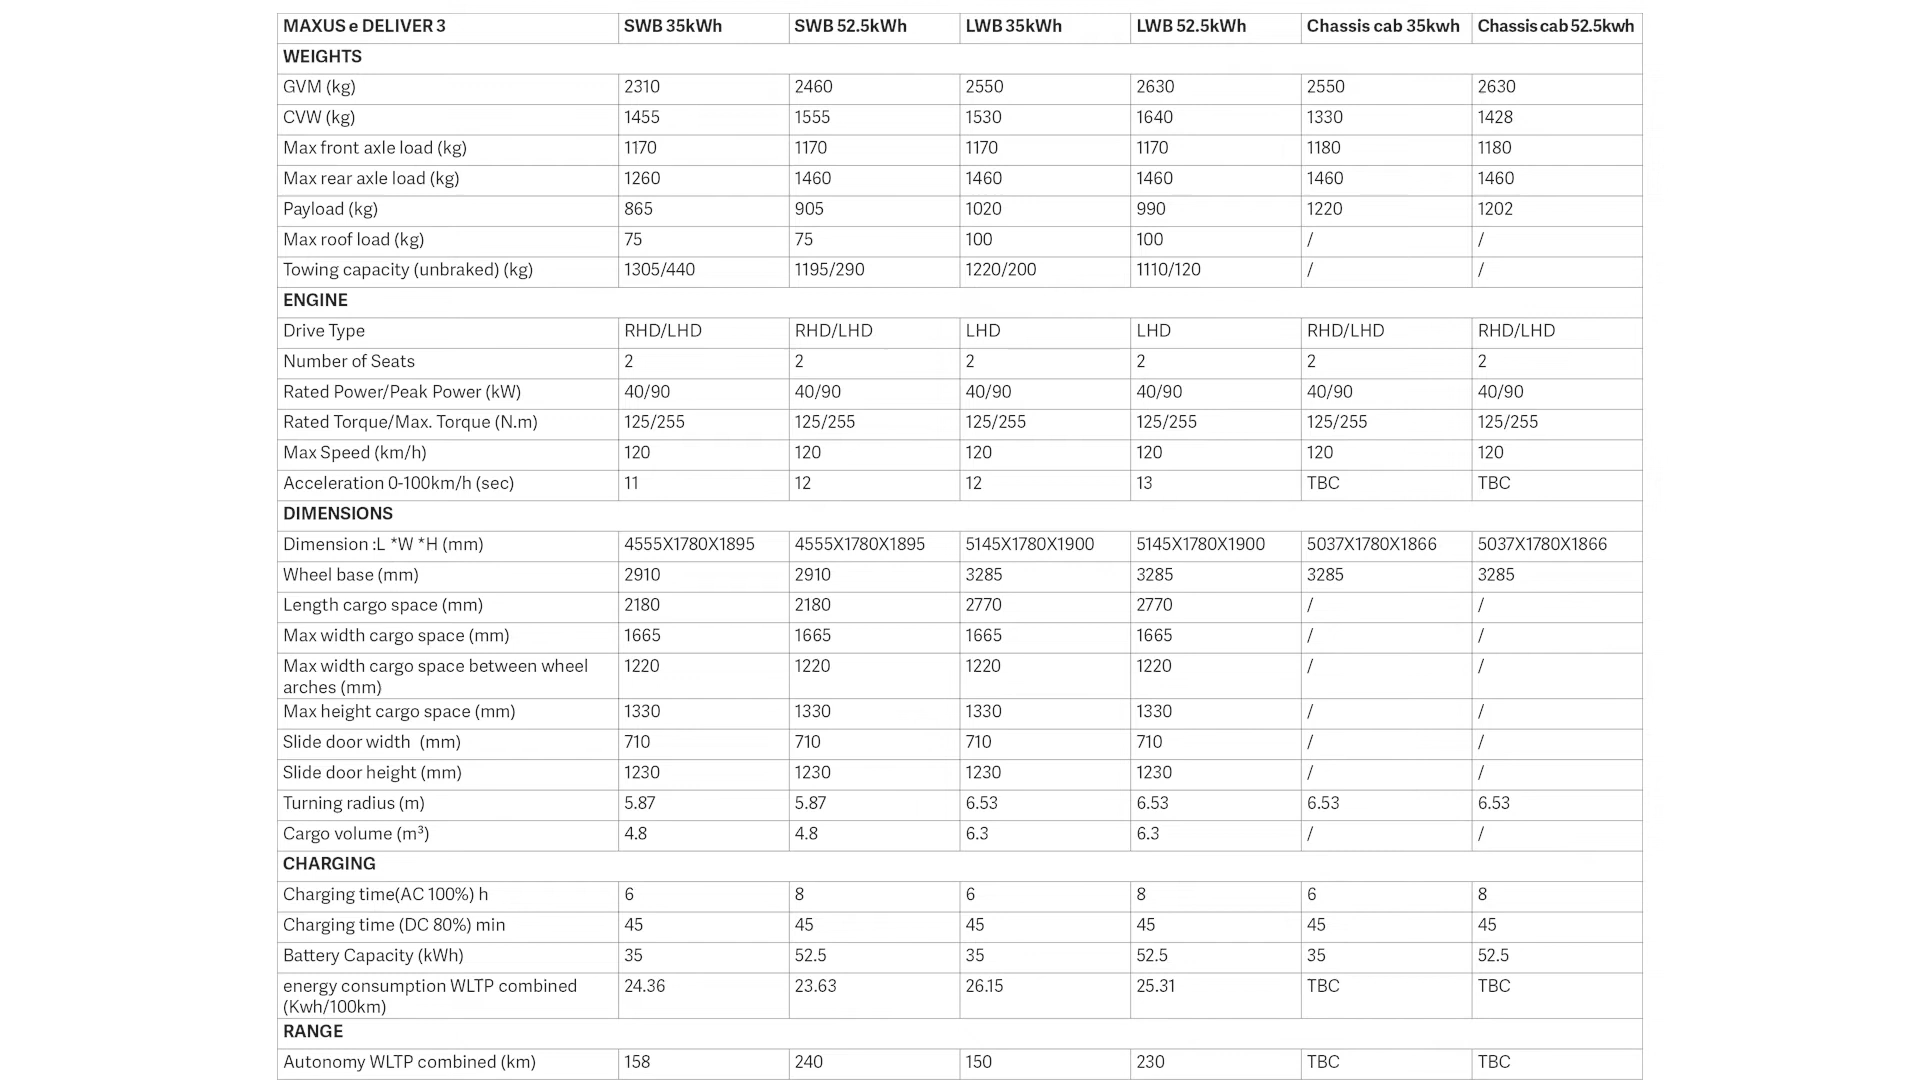 MAXUS e DELIVER 3 SWB 35kWh SWB 52.5kWh LWB 35kWh LWB 52.5kWh Chassis cab 35kwh Chassis cab 52.5kwh
WEIGHTS
GVM (kg) 2310 2460 2550 2630 2550 2630
CVW (kg) 1455 1555 1530 1640 1330 1428
Max front axle load (kg) 1170 1170 1170 1170 1180 1180
Max rear axle load (kg) 1260 1460 1460 1460 1460 1460
Payload (kg) 865 905 1020 990 1220 1202
Max roof load (kg) 75 75 100 100 / /
Towing capacity (unbraked) (kg) 1305/440 1195/290 1220/200 1110/120 / /
ENGINE
Drive Type RHD/LHD RHD/LHD LHD LHD RHD/LHD RHD/LHD
Number of Seats 2 2 2 2 2 2
Rated Power/Peak Power (kW) 40/90 40/90 40/90 40/90 40/90 40/90
Rated Torque/Max. Torque (N.m) 125/255 125/255 125/255 125/255 125/255 125/255
Max Speed (km/h) 120 120 120 120 120 120
Acceleration 0-100km/h (sec) 11 12 12 13 TBC TBC
DIMENSIONS
Dimension :L *W *H (mm) 4555X1780X1895 4555X1780X1895 5145X1780X1900 5145X1780X1900 5037X1780X1866 5037X1780X1866
Wheel base (mm) 2910 2910 3285 3285 3285 3285
Length cargo space (mm) 2180 2180 2770 2770 / /
Max width cargo space (mm) 1665 1665 1665 1665 / /
Max width cargo space between wheel 1220 1220 1220 1220 / /
arches (mm)
Max height cargo space (mm) 1330 1330 1330 1330 / /
Slide door width (mm) 710 710 710 710 / /
Slide door height (mm) 1230 1230 1230 1230 / /
Turning radius (m) 5.87 5.87 6.53 6.53 6.53 6.53
Cargo volume (m³) 4.8 4.8 6.3 6.3 / /
CHARGING
Charging time(AC 100%) h 6 8 6 8 6 8
Charging time (DC 80%) min 45 45 45 45 45 45
Battery Capacity (kWh) 35 52.5 35 52.5 35 52.5
energy consumption WLTP combined 24.36 23.63 26.15 25.31 TBC TBC
(Kwh/100km)
RANGE
Autonomy WLTP combined (km) 158 240 150 230 TBC TBC